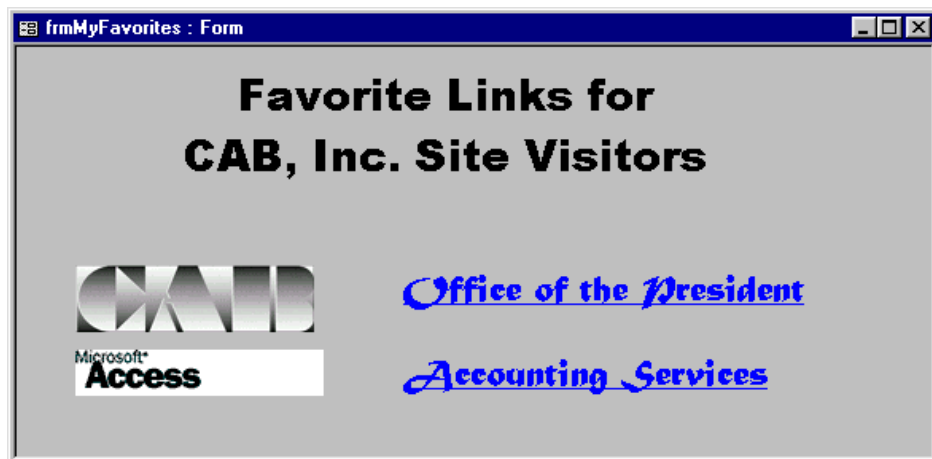 frmMyFavorites : Form
Favorite Links for
CAB, Inc. Site Visitors
CAB
Office of the President
Microsoft®
Access
Accounting Services